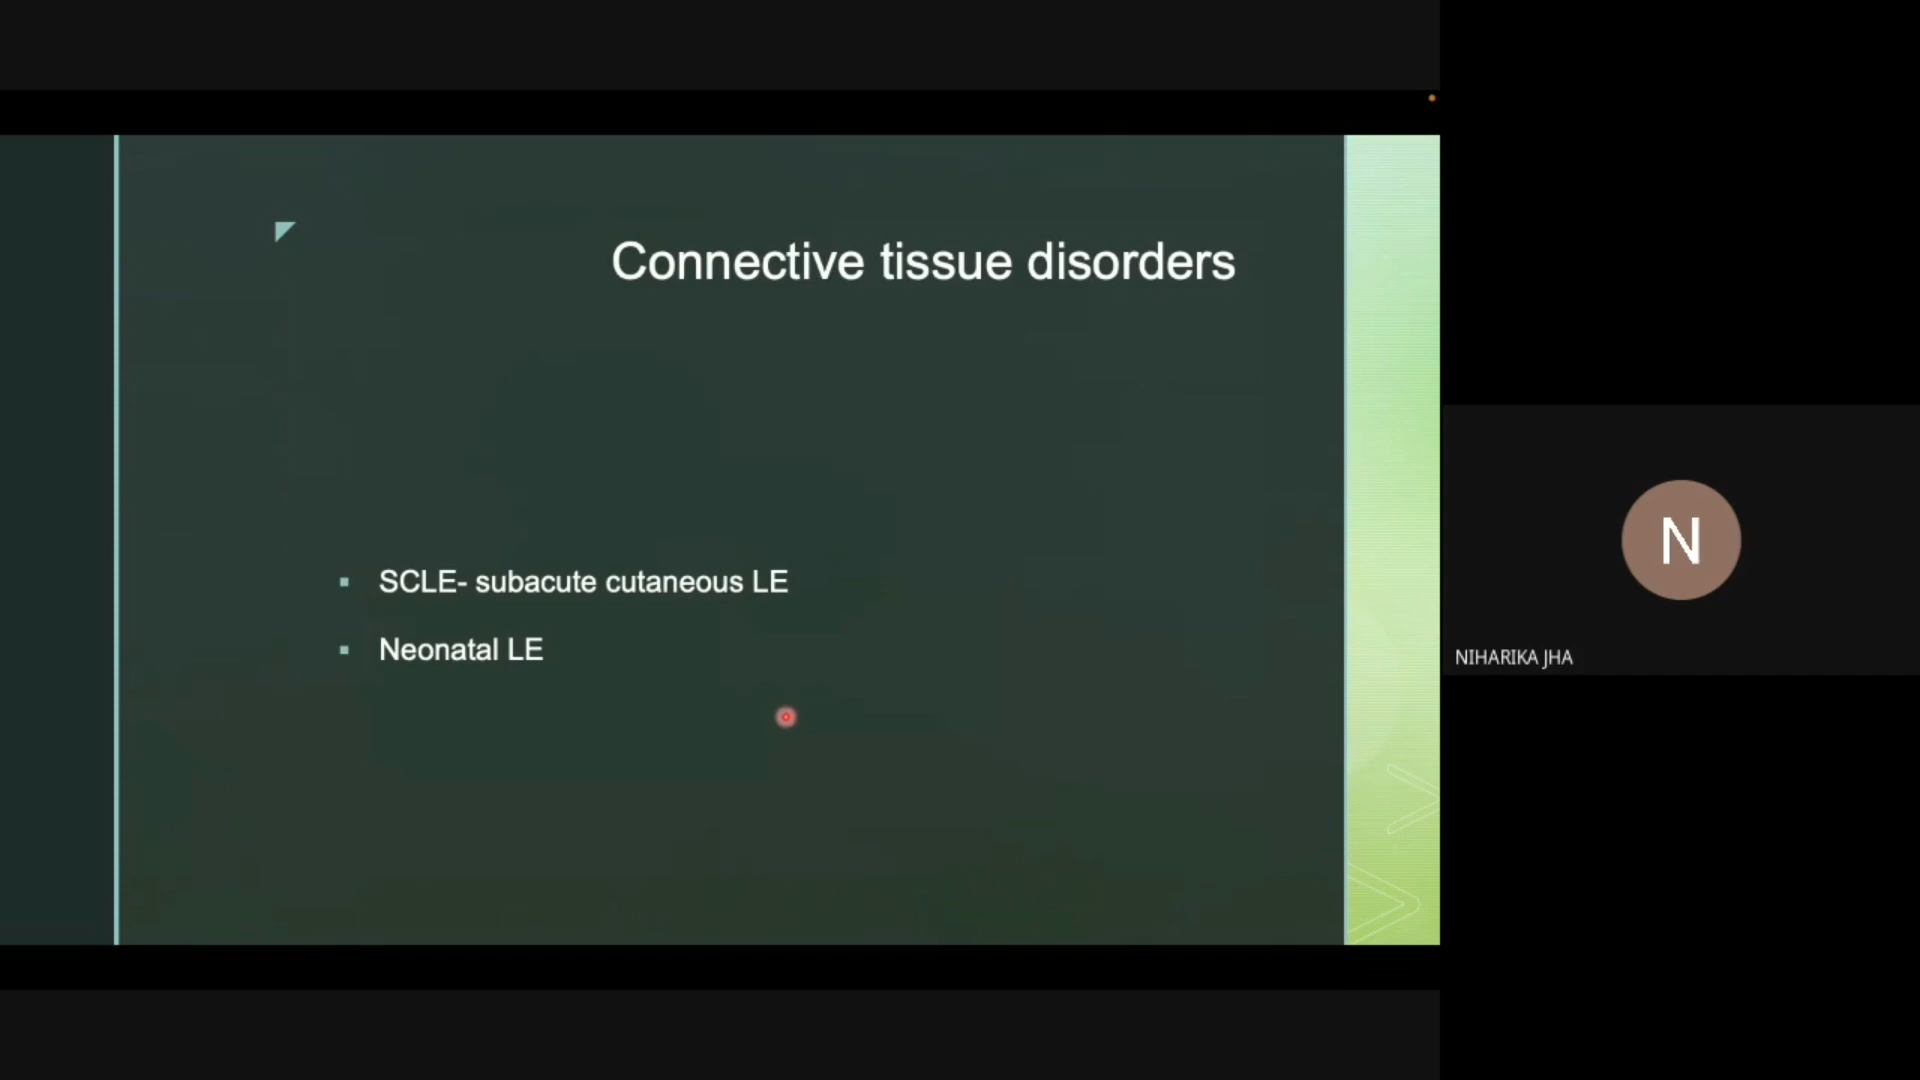 Connective tissue disorders
▪ SCLE- subacute cutaneous LE
▪ Neonatal LE
N
NIHARIKA JHA